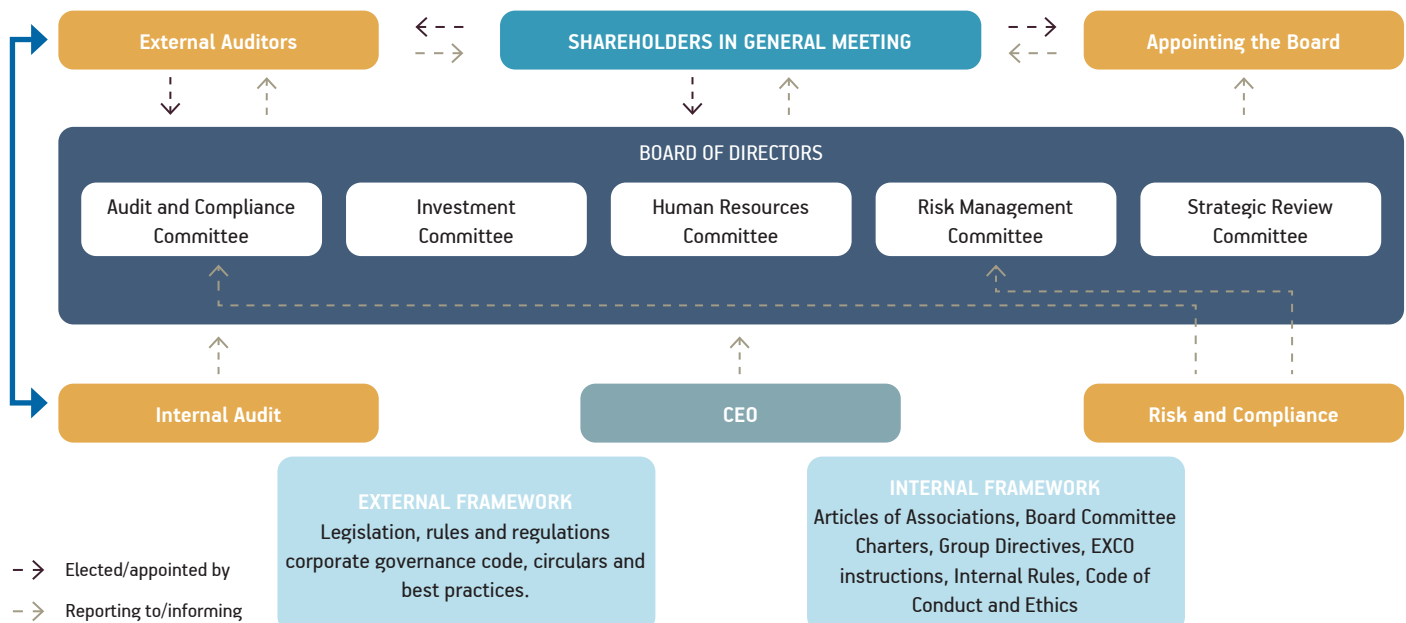 External Auditors
SHAREHOLDERS IN GENERAL MEETING
Appointing the Board
BOARD OF DIRECTORS
Audit and Compliance
Committee
Investment
Committee
Human Resources
Committee
Risk Management
Committee
Strategic Review
Committee
Internal Audit
CEO
Risk and Compliance
EXTERNAL FRAMEWORK
Legislation, rules and regulations
corporate governance code, circulars and
best practices.
INTERNAL FRAMEWORK
Articles of Associations, Board Committee
Charters, Group Directives, EXCO
instructions, Internal Rules, Code of
Conduct and Ethics
Elected/appointed by
Reporting to/informing